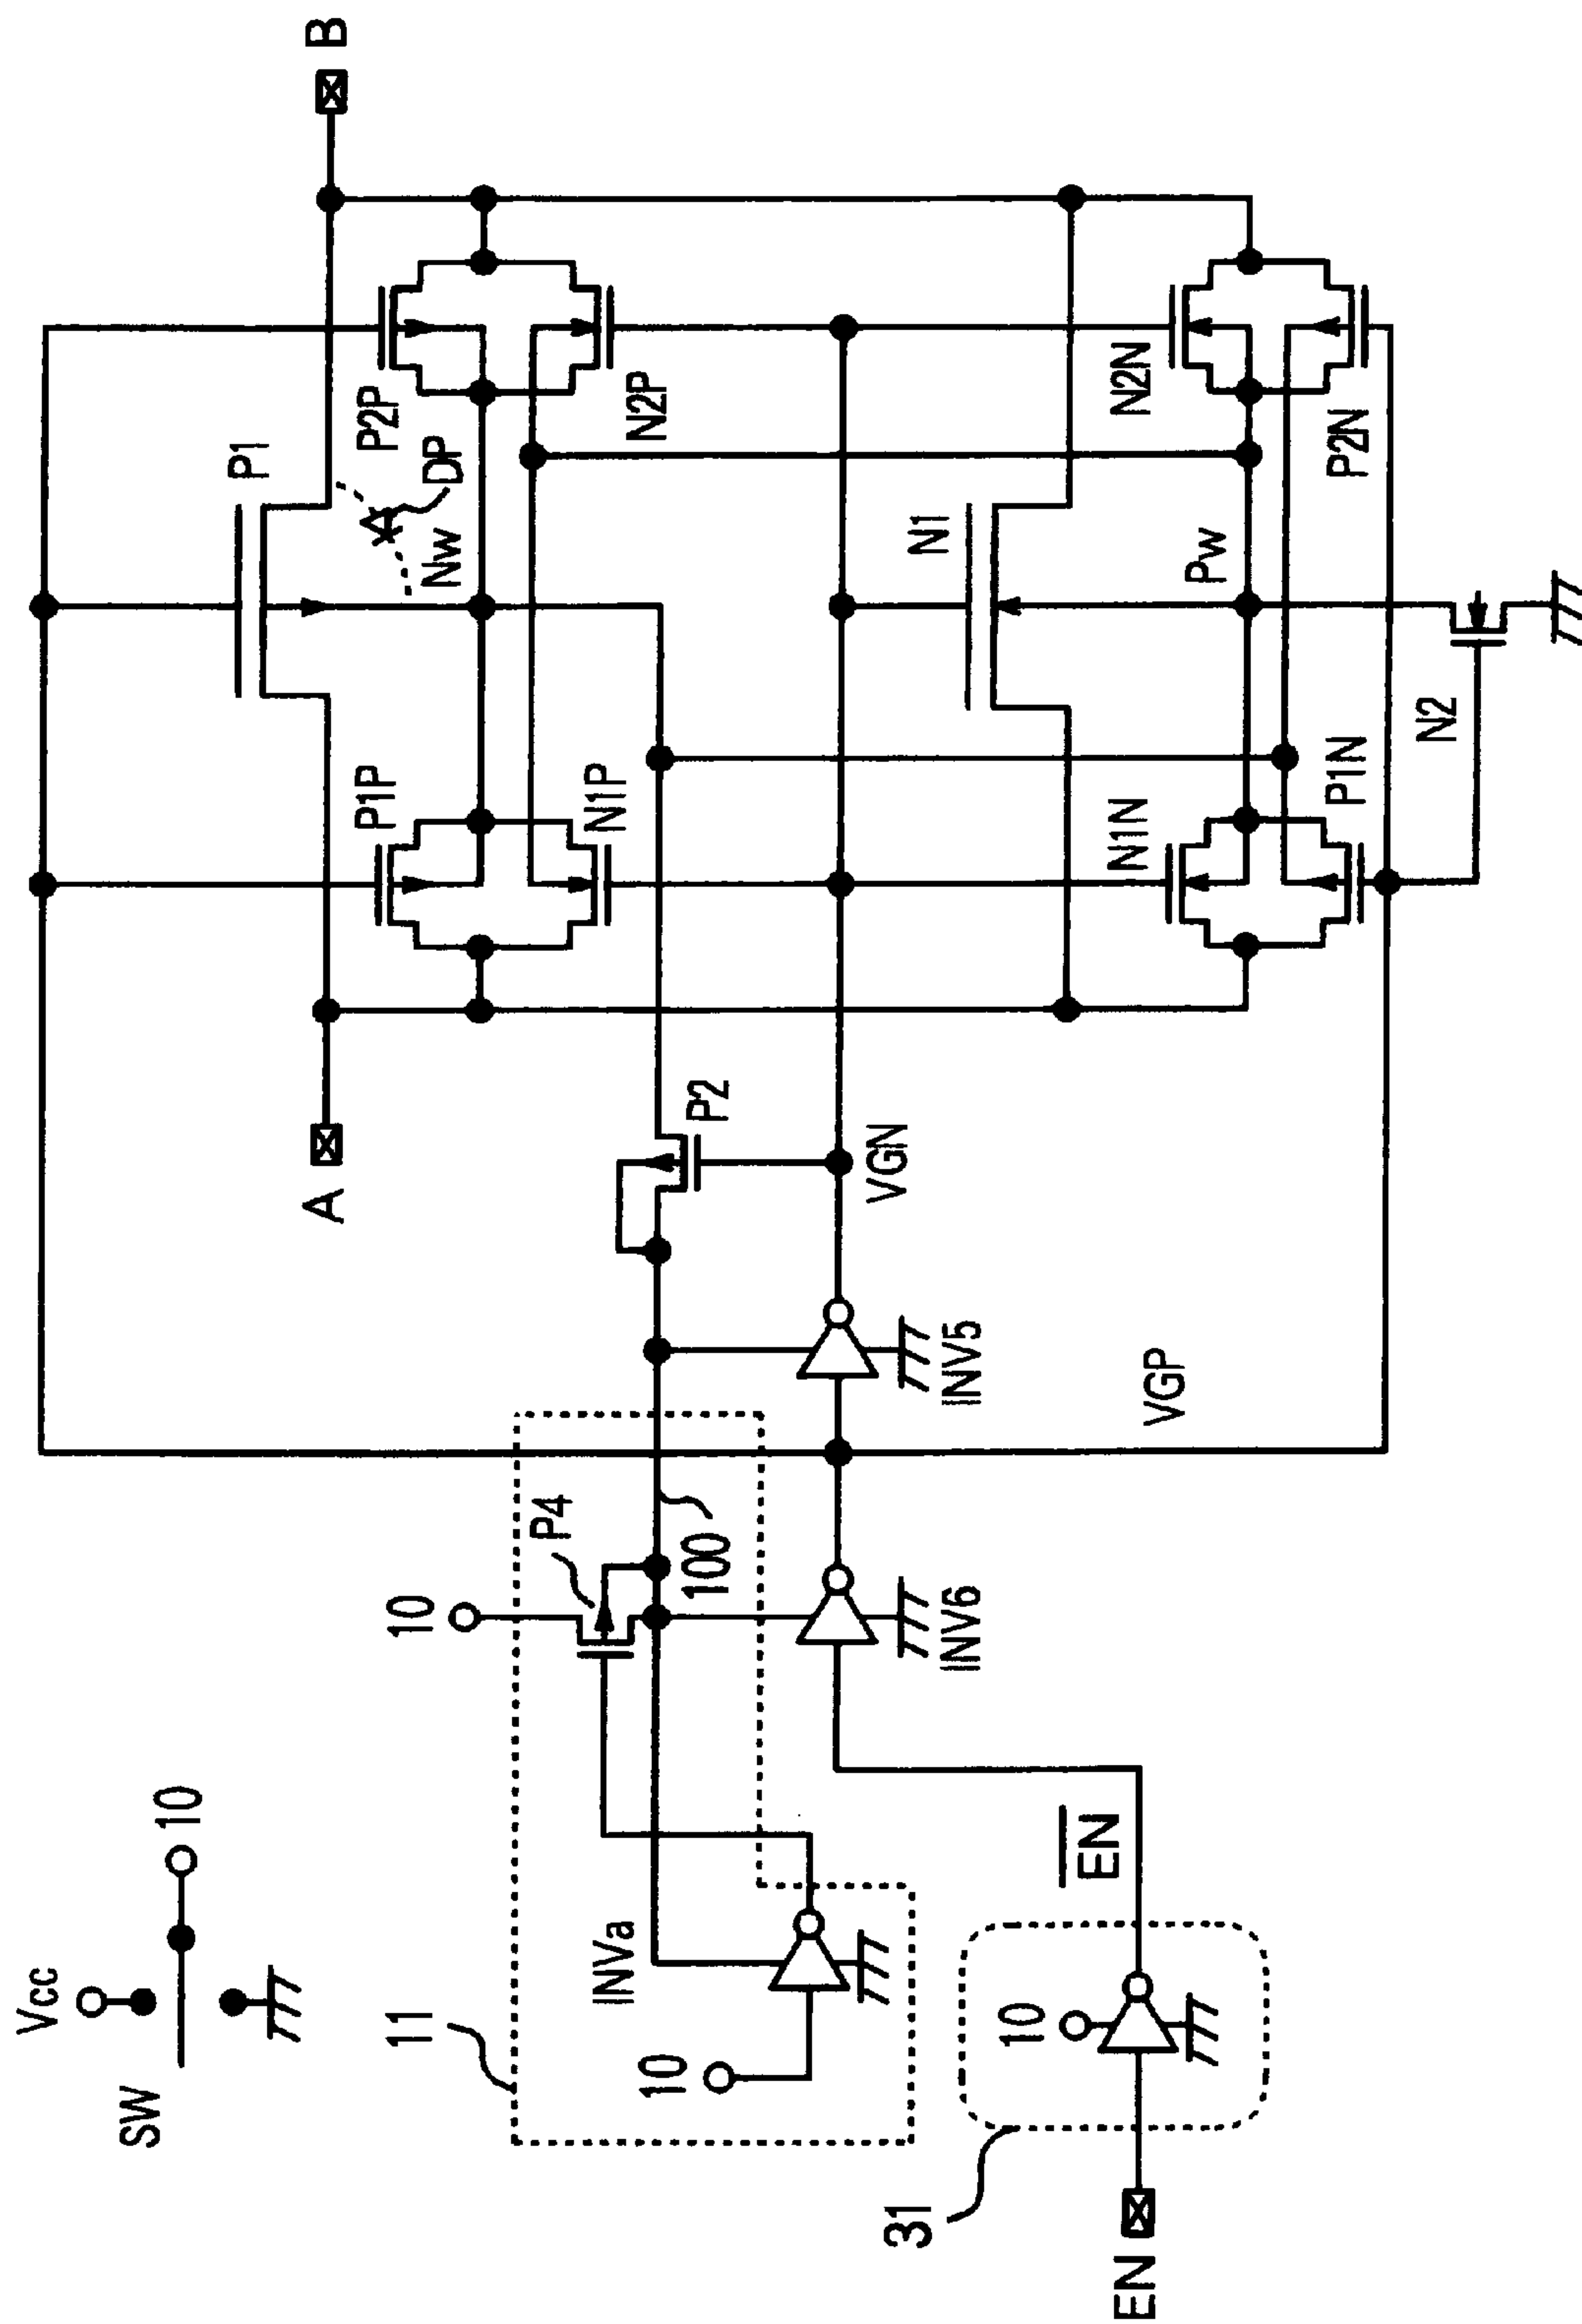 Vcc
SW
10
11
10
INVa
10
P4
100
INV6
31
EN
10
EN
INV5
VGP
VGN
P2
A
B
P1
P1P
N1P
Nw
DP
P2P
N2P
N1
N1N
P1N
Pw
N2N
P2N
N2